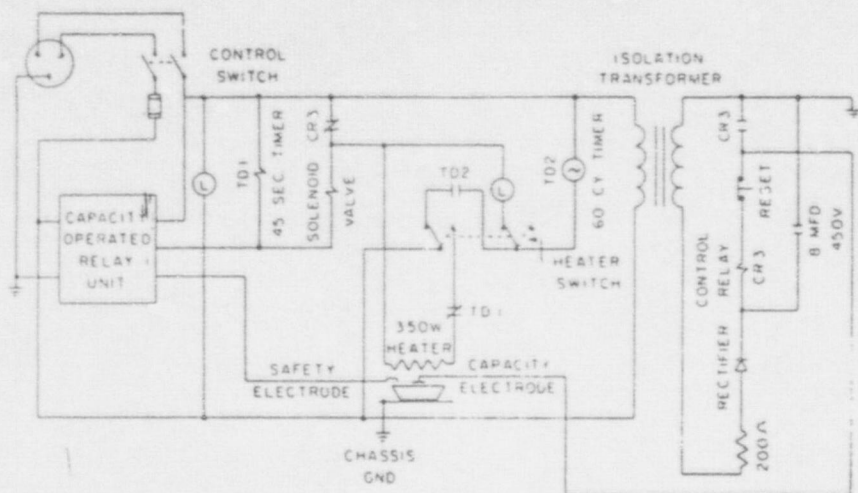 CONTROL
SWITCH
ISOLATION
TRANSFORMER
TD1
45 SEC TIMER
SOLENOID
VALVE
CR3
TD2
TD2
60 CY TIMER
CR3
RESET
8 MFD
450V
CAPACITY
OPERATED
RELAY
UNIT
HEATER
SWITCH
CONTROL
RELAY
CR3
TD1
350W
HEATER
SAFETY
ELECTRODE
CAPACITY
ELECTRODE
RECTIFIER
200Ω
CHASSIS
GND